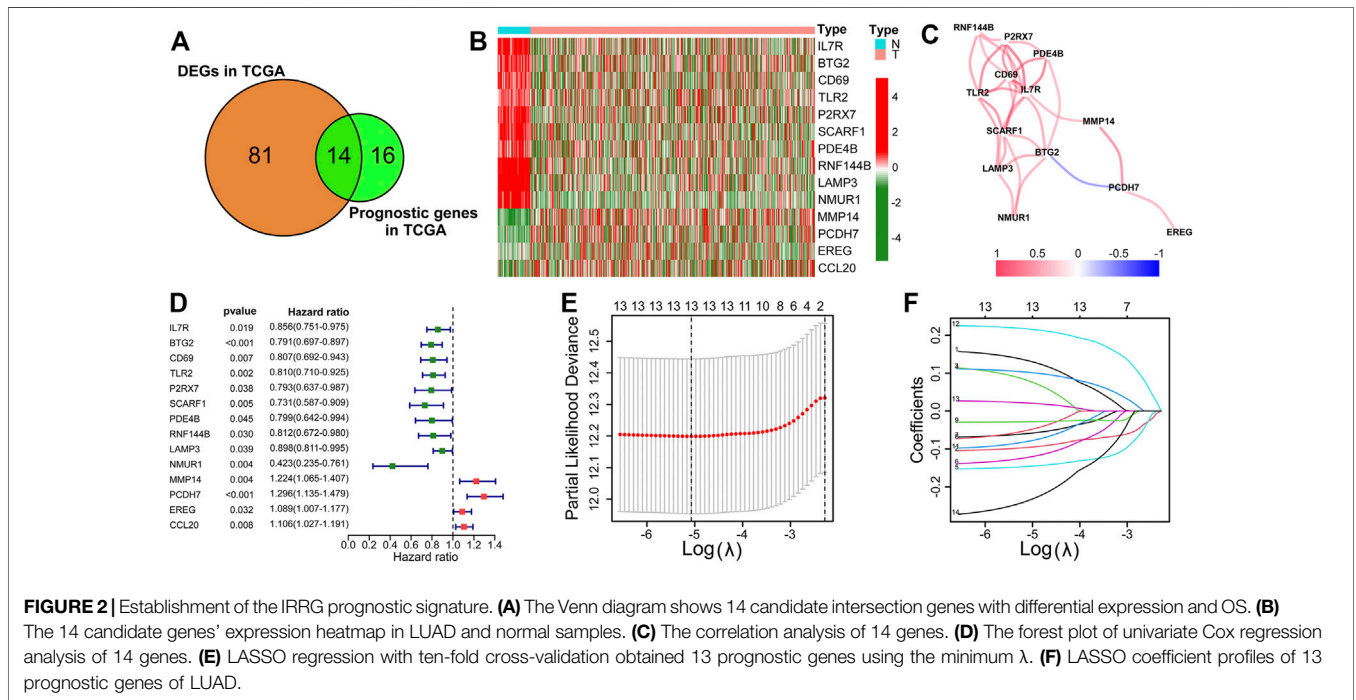 A
DEGs in TCGA
81
14
16
Prognostic genes
in TCGA
B
Type
IL7R
BTG2
CD69
TLR2
P2RX7
SCARF1
PDE4B
RNF144B
LAMP3
NMUR1
MMP14
PCDH7
EREG
CCL20
Type
N
T
4
2
0
-2
-4
C
RNF144B
P2RX7
PDE4B
CD69
TLR2
IL7R
MMP14
SCARF1
BTG2
LAMP3
PCDH7
NMUR1
EREG
1 0.5 0 -0.5 -1
D
pvalue Hazard ratio
IL7R 0.019 0.856(0.751-0.975)
BTG2 <0.001 0.791(0.697-0.897)
CD69 0.007 0.807(0.692-0.943)
TLR2 0.002 0.810(0.710-0.925)
P2RX7 0.038 0.793(0.637-0.987)
SCARF1 0.005 0.731(0.587-0.909)
PDE4B 0.045 0.799(0.642-0.994)
RNF144B 0.030 0.812(0.672-0.980)
LAMP3 0.039 0.898(0.811-0.995)
NMUR1 0.004 0.423(0.235-0.761)
MMP14 0.004 1.224(1.065-1.407)
PCDH7 <0.001 1.296(1.135-1.479)
EREG 0.032 1.089(1.007-1.177)
CCL20 0.008 1.106(1.027-1.191)
0.0 0.2 0.4 0.6 0.8 1.0 1.2 1.4
Hazard ratio
E
13 13 13 13 13 13 13 11 10 8 6 4 2
Partial Likelihood Deviance
12.5
12.4
12.3
12.2
12.1
12.0
-6 -5 -4 -3
Log(λ)
F
13 13 13 7
Coefficients
0.2
0.1
0.0
-0.1
-0.2
12
1
13
9
6
5
14
-6 -5 -4 -3
Log(λ)
FIGURE 2 | Establishment of the IRRG prognostic signature. (A) The Venn diagram shows 14 candidate intersection genes with differential expression and OS. (B)
The 14 candidate genes' expression heatmap in LUAD and normal samples. (C) The correlation analysis of 14 genes. (D) The forest plot of univariate Cox regression
analysis of 14 genes. (E) LASSO regression with ten-fold cross-validation obtained 13 prognostic genes using the minimum λ. (F) LASSO coefficient profiles of 13
prognostic genes of LUAD.